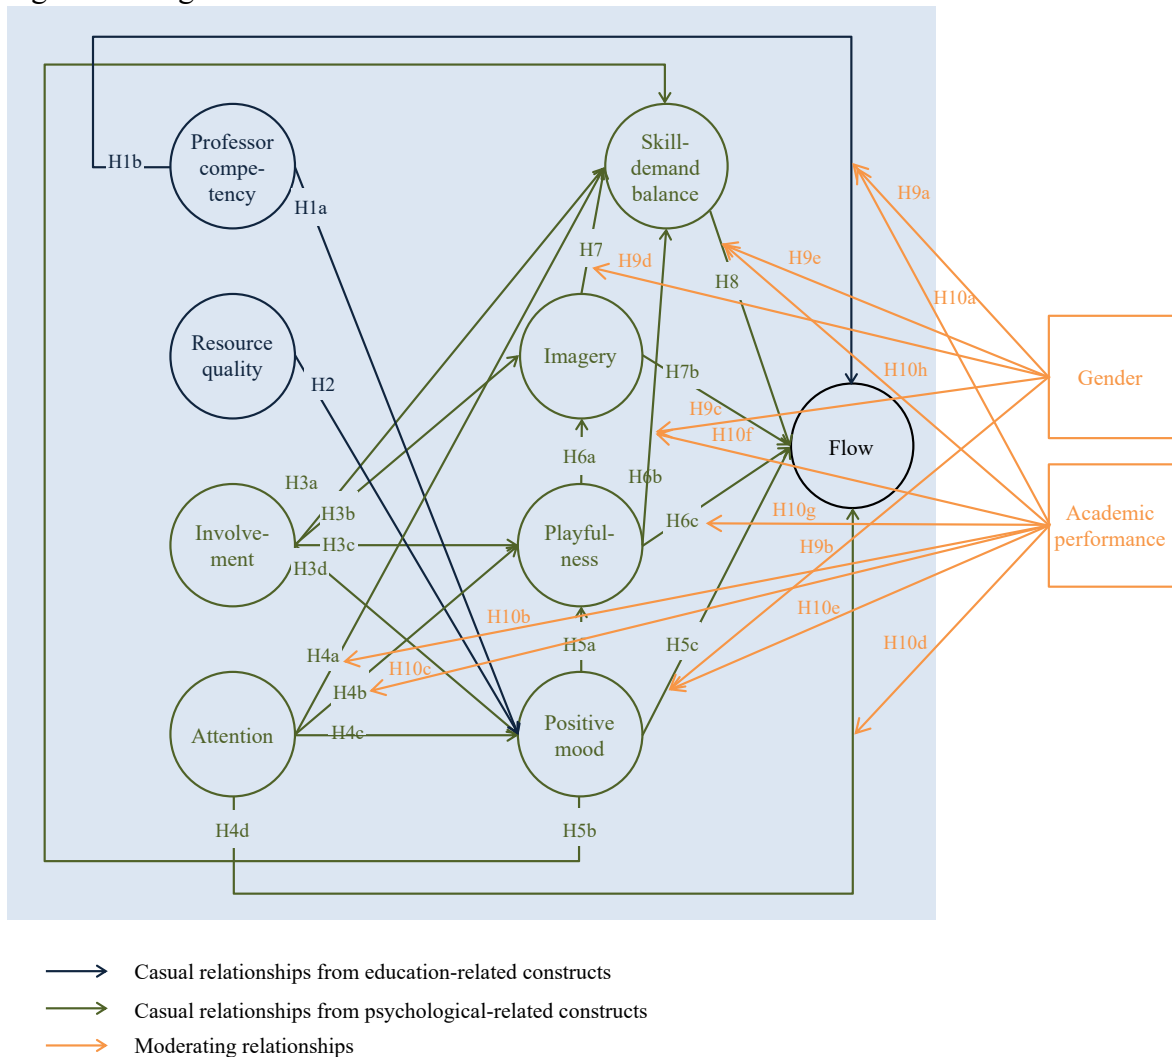 H1b
Professor
compe-
tency
H1a
Skill-
demand
balance
H9a
H7
H9d
H9e
H8
H10a
Resource
quality
H2
Imagery
H7b
H10h
Gender
H9c
H10f
Flow
H6a
H6b
H3a
H3b
Involve-
ment
H3c
H3d
Playful-
ness
H6c
H10g
H9b
Academic
performance
H10b
H10e
H4a
H10c
H5a
H5c
H10d
H4b
Attention
H4c
Positive
mood
H4d
H5b
Casual relationships from education-related constructs
Casual relationships from psychological-related constructs
Moderating relationships